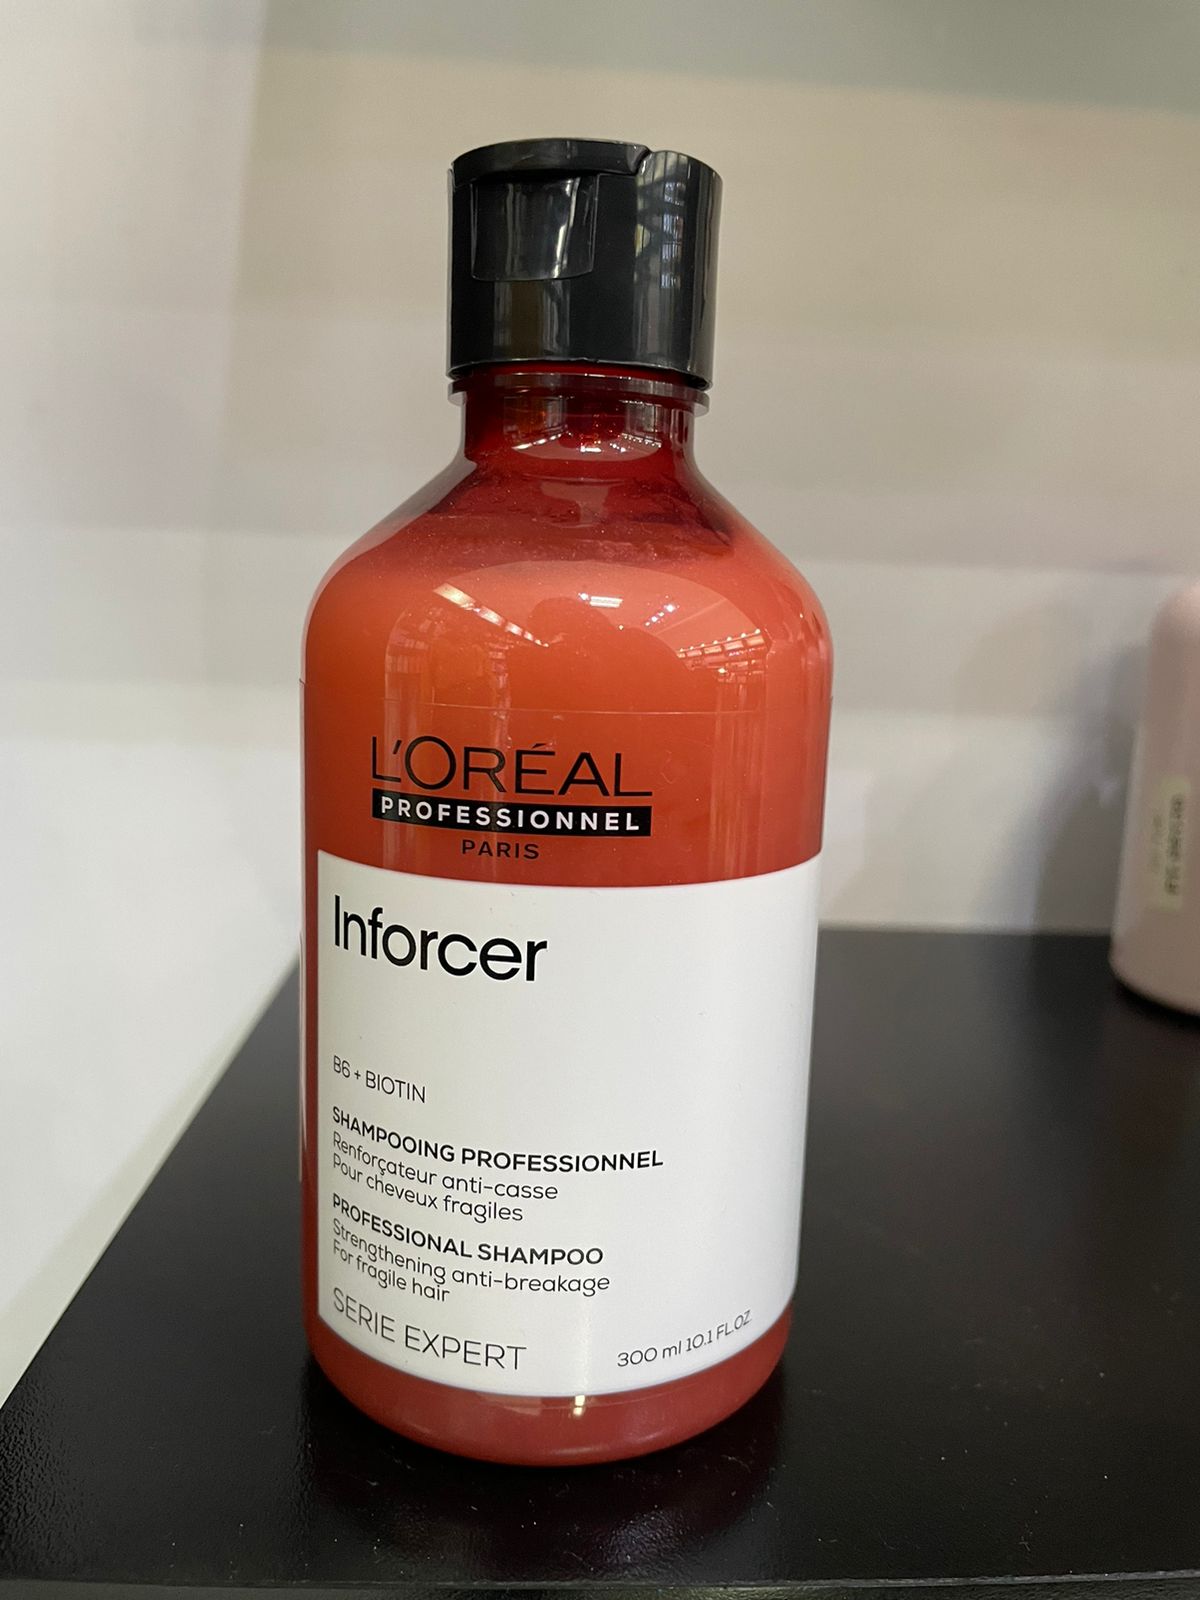 L'ORÉAL
PROFESSIONNEL
PARIS
Inforcer
B6 + BIOTIN
SHAMPOOING PROFESSIONNEL
Renforçateur anti-casse
Pour cheveux fragiles
PROFESSIONAL SHAMPOO
Strengthening anti-breakage
For fragile hair
SERIE EXPERT
300 ml 10.1 FL.OZ.